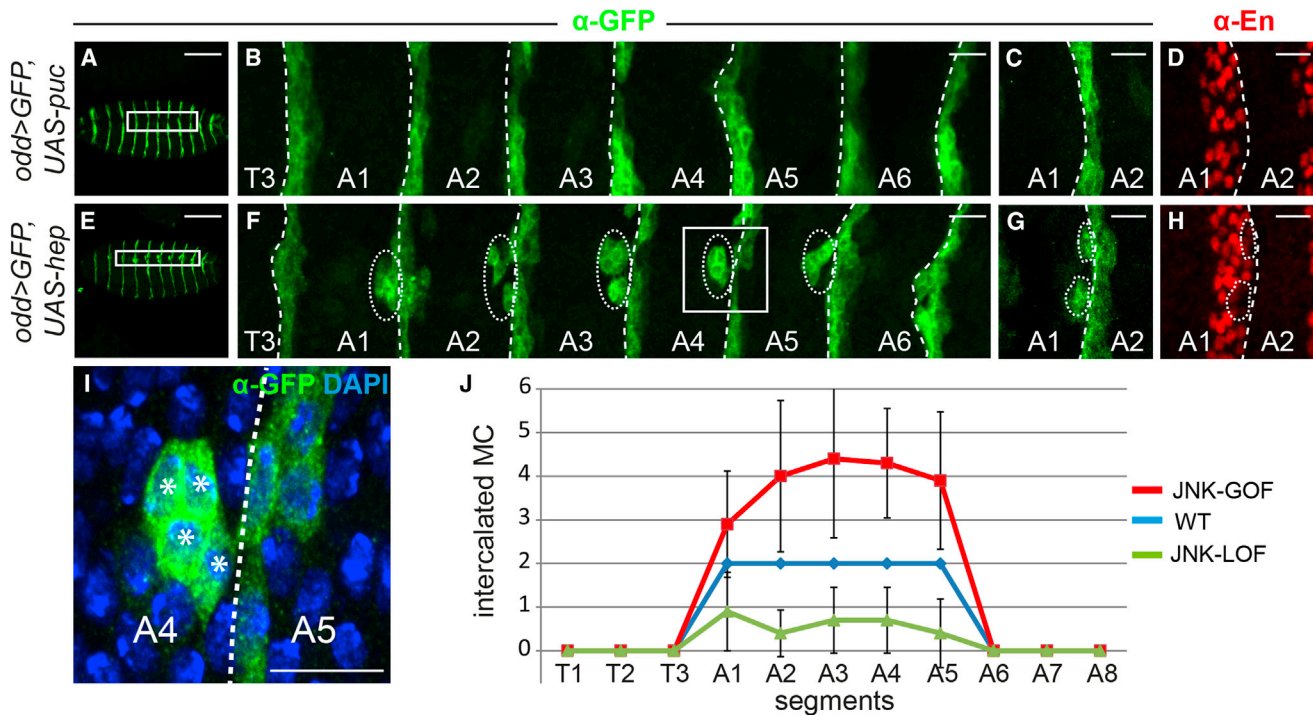 α-GFP
α-En
odd>GFP,
UAS-puc
A
B
T3 A1 A2 A3 A4 A5 A6
C
A1 A2
D
A1 A2
odd>GFP,
UAS-hep
E
F
T3 A1 A2 A3 A4 A5 A6
G
A1 A2
H
A1 A2
I
α-GFP DAPI
* * * *
A4 A5
J
intercalated MC
6
5
4
3
2
1
0
T1 T2 T3 A1 A2 A3 A4 A5 A6 A7 A8
segments
JNK-GOF
WT
JNK-LOF